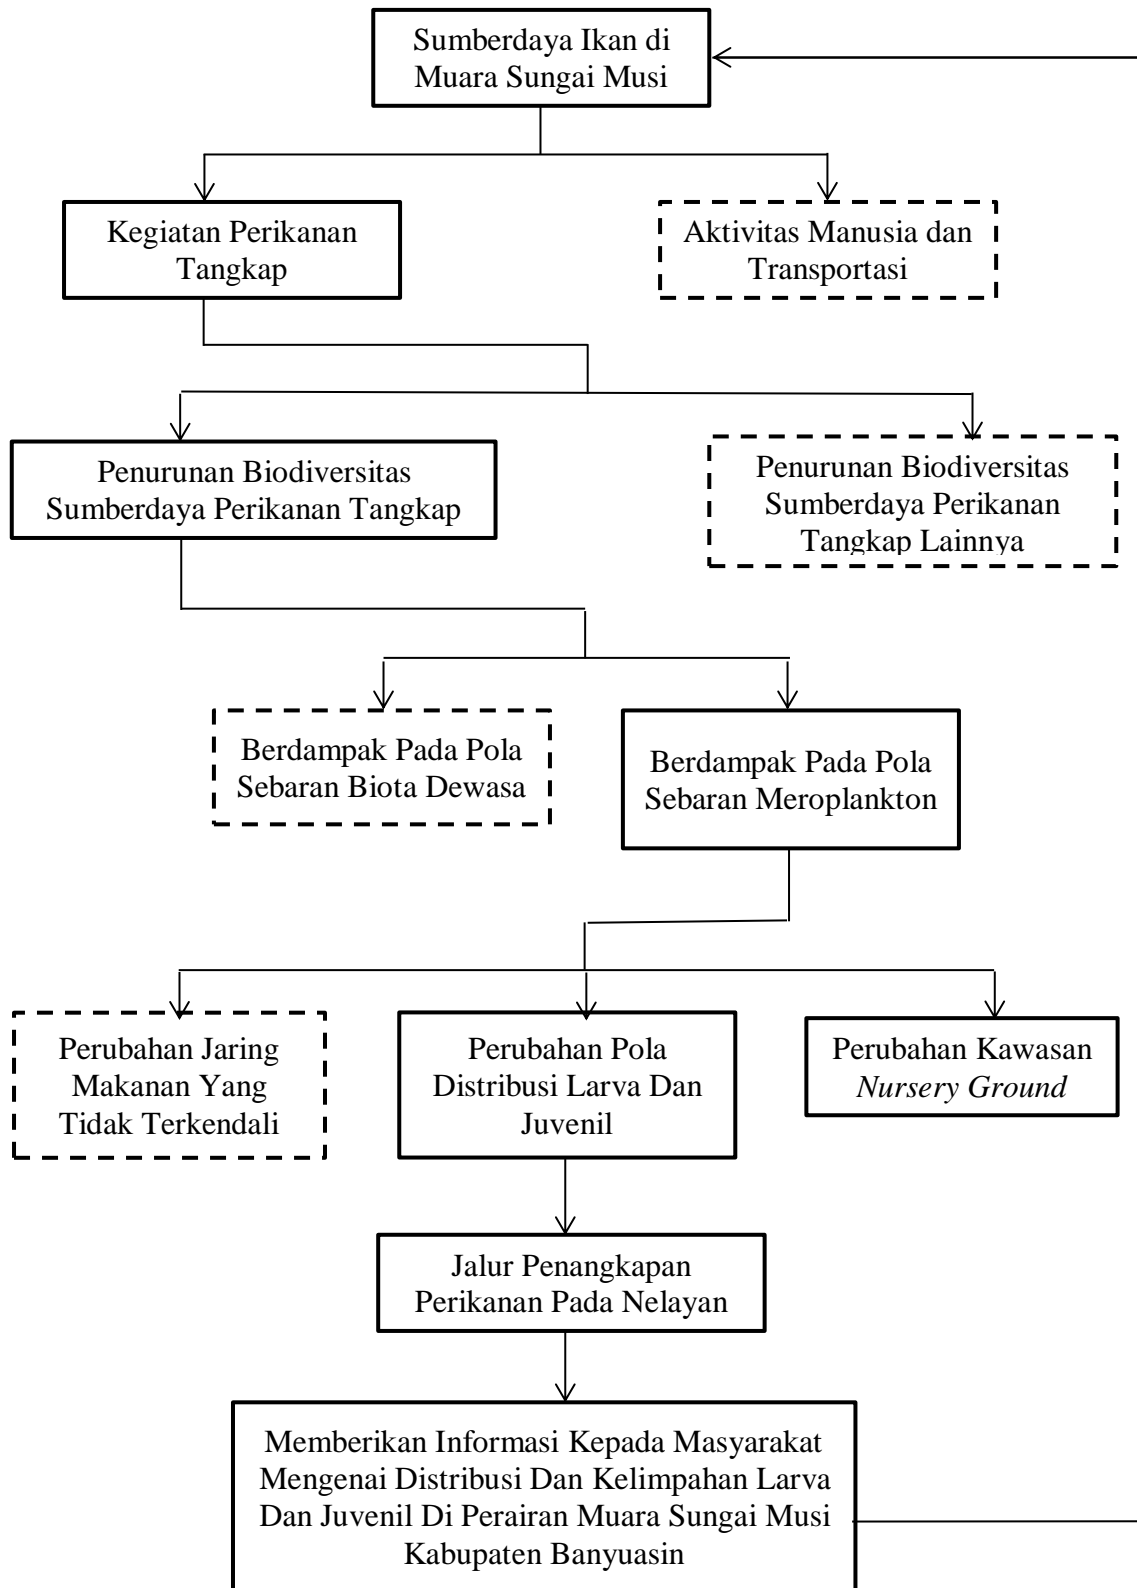 Sumberdaya Ikan di
Muara Sungai Musi
Kegiatan Perikanan
Tangkap
Aktivitas Manusia dan
Transportasi
Penurunan Biodiversitas
Sumberdaya Perikanan Tangkap
Penurunan Biodiversitas
Sumberdaya Perikanan
Tangkap Lainnya
Berdampak Pada Pola
Sebaran Biota Dewasa
Berdampak Pada Pola
Sebaran Meroplankton
Perubahan Jaring
Makanan Yang
Tidak Terkendali
Perubahan Pola
Distribusi Larva Dan
Juvenil
Perubahan Kawasan
Nursery Ground
Jalur Penangkapan
Perikanan Pada Nelayan
Memberikan Informasi Kepada Masyarakat
Mengenai Distribusi Dan Kelimpahan Larva
Dan Juvenil Di Perairan Muara Sungai Musi
Kabupaten Banyuasin